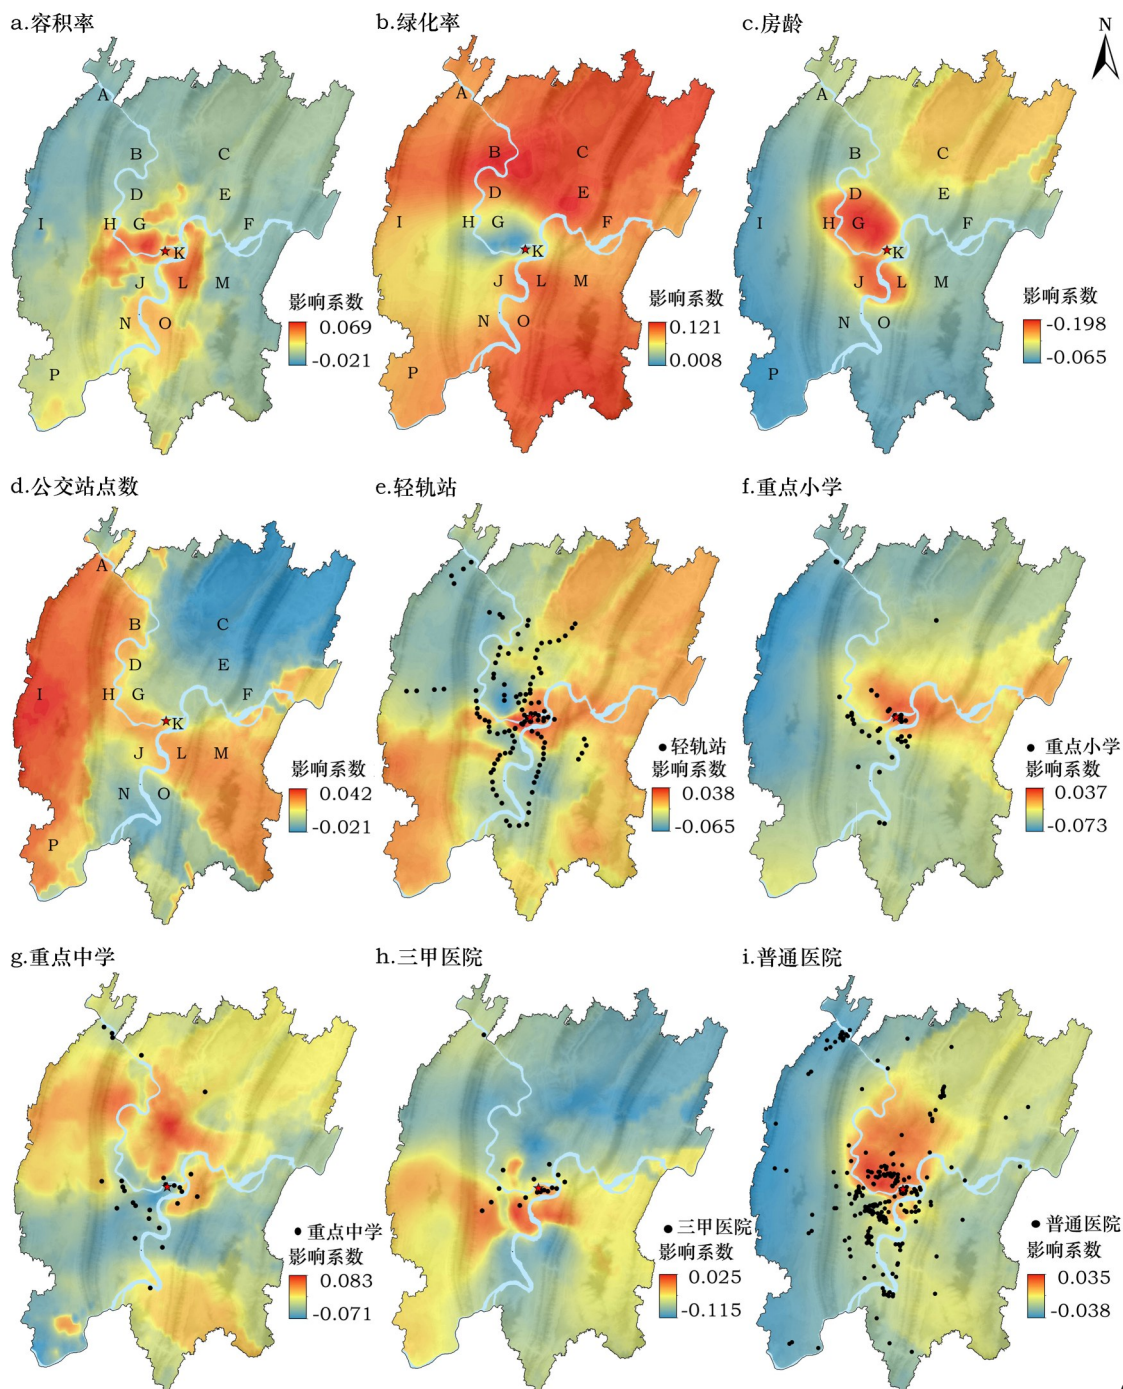 a.容积率
b.绿化率
c.房龄
N
A
B
C
D
E
I
H
G
F
K
J
L
M
N
O
P
影响系数
0.069
-0.021
A
B
C
D
E
I
H
G
F
K
J
L
M
N
O
P
影响系数
0.121
0.008
A
B
C
D
E
I
H
G
F
K
J
L
M
N
O
P
影响系数
-0.198
-0.065
d.公交站点数
e.轻轨站
f.重点小学
A
B
C
D
E
I
H
G
F
K
J
L
M
N
O
P
影响系数
0.042
-0.021
轻轨站
影响系数
0.038
-0.065
重点小学
影响系数
0.037
-0.073
g.重点中学
h.三甲医院
i.普通医院
重点中学
影响系数
0.083
-0.071
三甲医院
影响系数
0.025
-0.115
普通医院
影响系数
0.035
-0.038